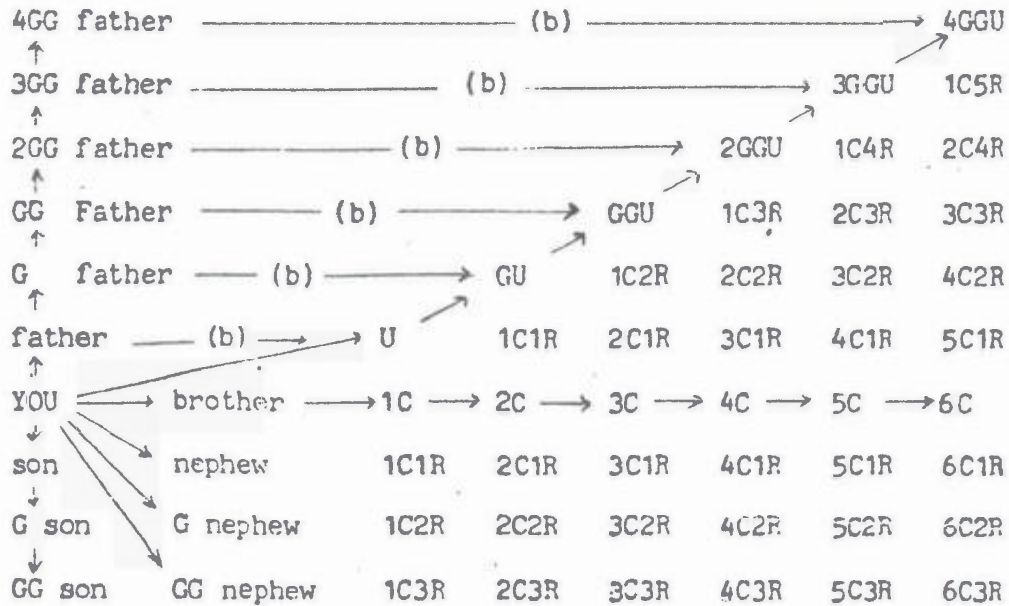 4GG father (b) 4GGU
3GG father (b) 3GGU 1C5R
2GG father (b) 2GGU 1C4R 2C4R
GG Father (b) GGU 1C3R 2C3R 3C3R
G father (b) GU 1C2R 2C2R 3C2R 4C2R
father (b) U 1C1R 2C1R 3C1R 4C1R 5C1R
YOU brother 1C 2C 3C 4C 5C 6C
son nephew 1C1R 2C1R 3C1R 4C1R 5C1R 6C1R
G son G nephew 1C2R 2C2R 3C2R 4C2R 5C2R 6C2R
GG son GG nephew 1C3R 2C3R 3C3R 4C3R 5C3R 6C3R